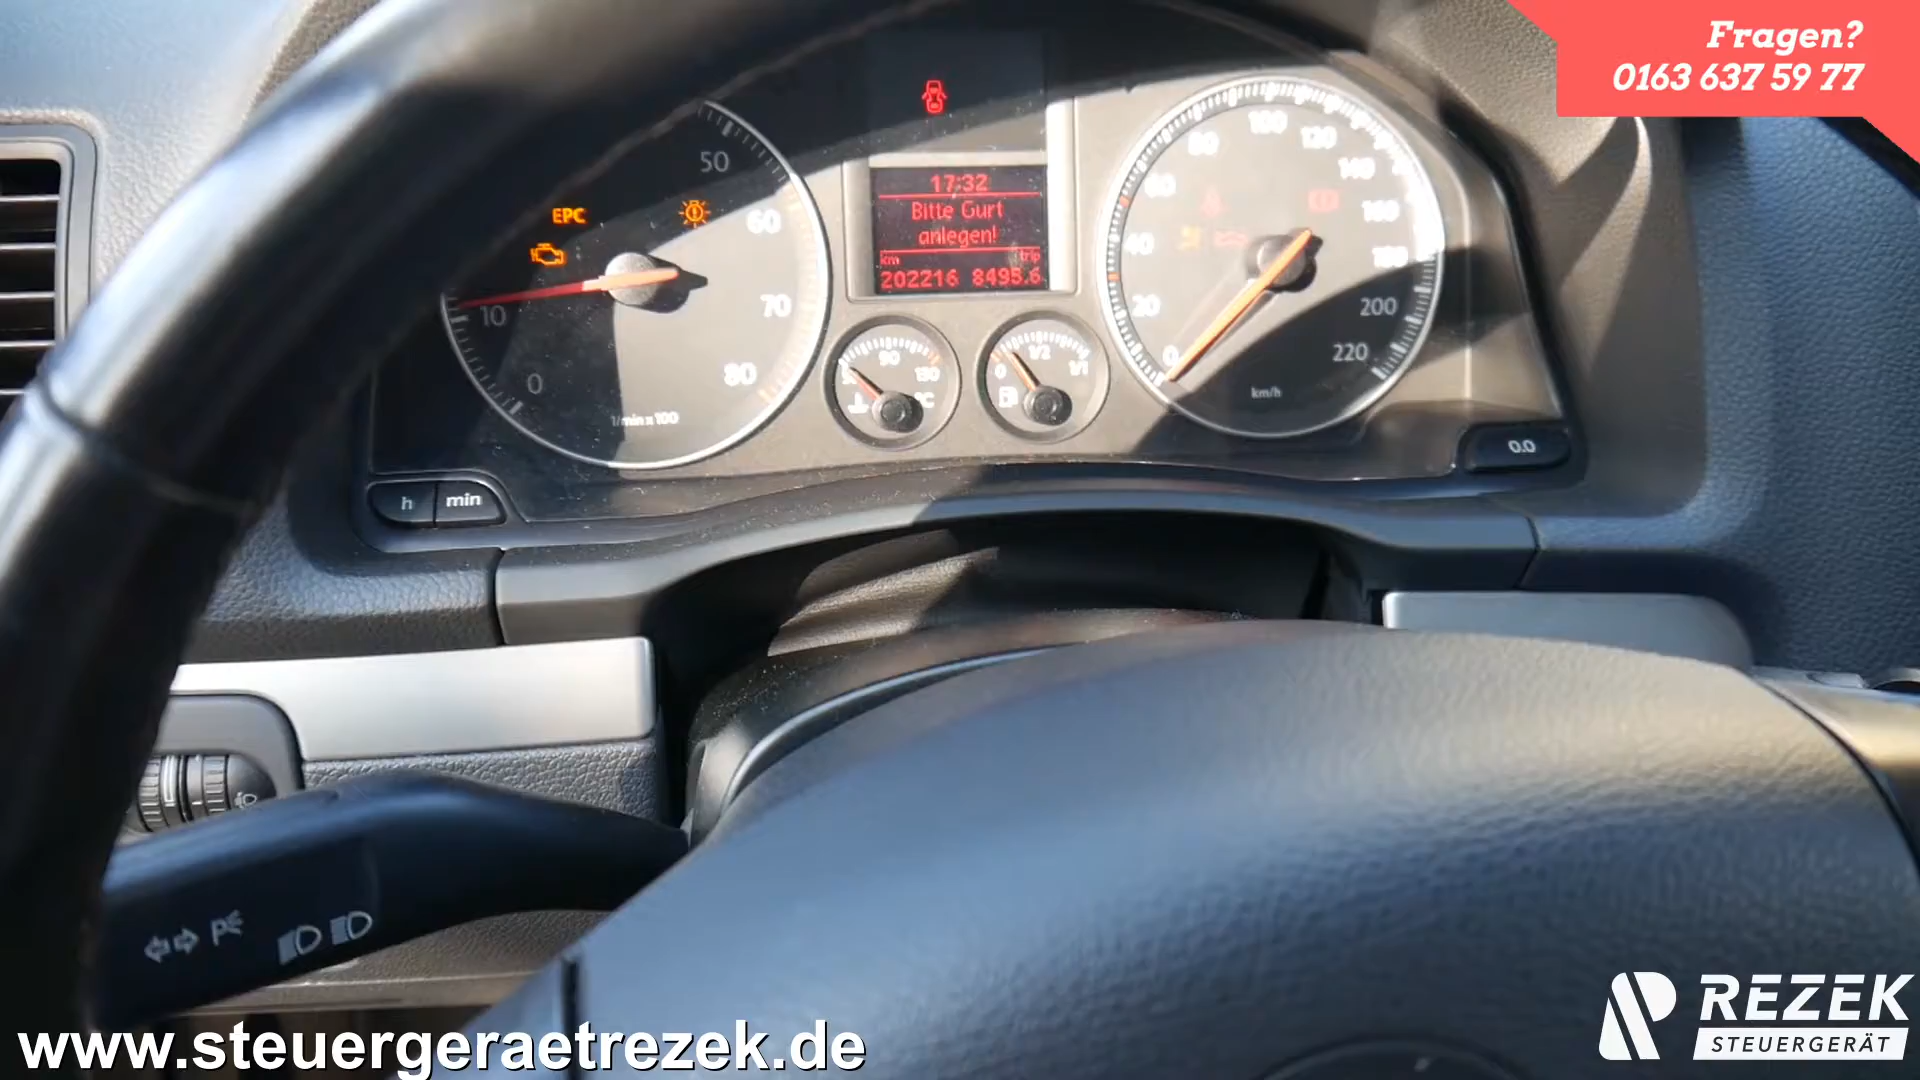 Fragen?
0163 637 59 77
50
60
70
80
EPC
10
0
1/min x 100
17:32
Bitte Gurt
anlegen!
km
trip
202216 8495.6
90
130
°C
0
1/2
1/1
0
20
40
60
80
100
120
140
160
180
200
220
km/h
h
min
0.0
P
www.steuergeraetrezek.de
REZEK
STEUERGERÄT